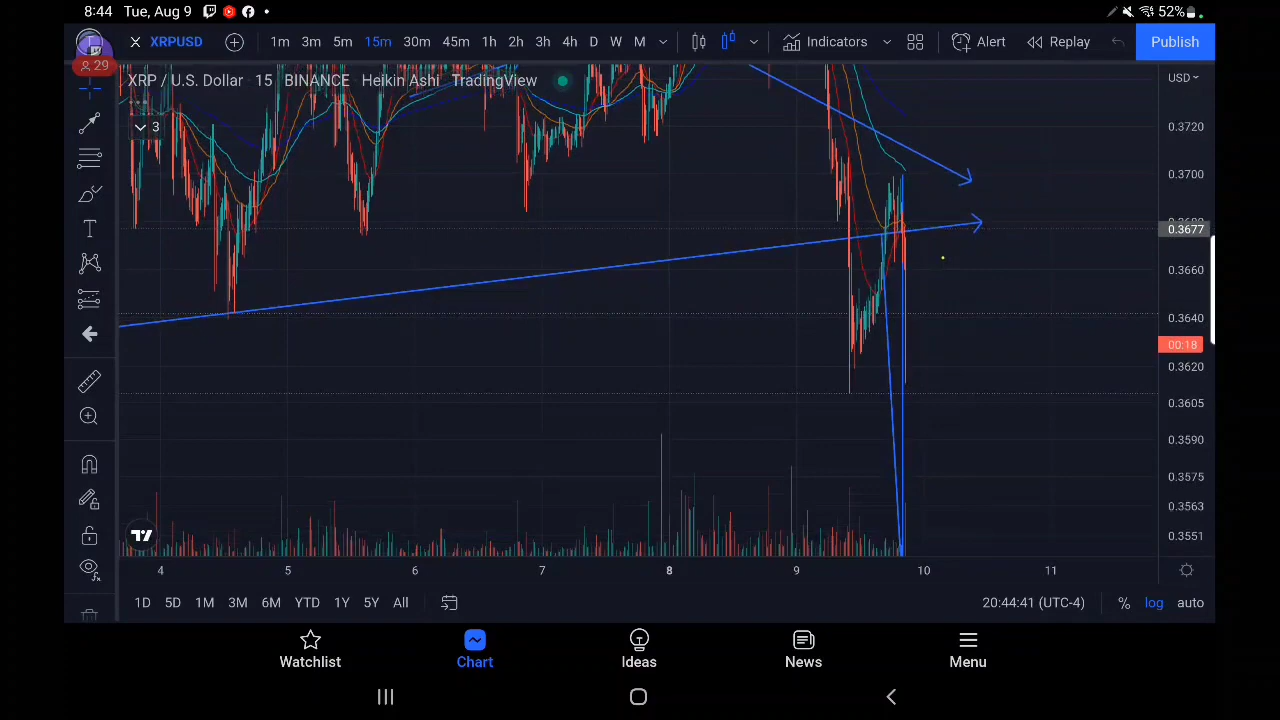 8:44 Tue, Aug 9 52%
XRPUSD 1m 3m 5m 15m 30m 45m 1h 2h 3h 4h D W M Indicators Alert Replay Publish
29
XRP / U.S. Dollar 15 BINANCE Heikin Ashi TradingView
USD
3
0.3720
0.3700
0.3680
0.3677
0.3660
0.3640
00:18
0.3620
0.3605
0.3590
0.3575
0.3563
0.3551
4 5 6 7 8 9 10 11
1D 5D 1M 3M 6M YTD 1Y 5Y All 20:44:41 (UTC-4) % log auto
Watchlist Chart Ideas News Menu